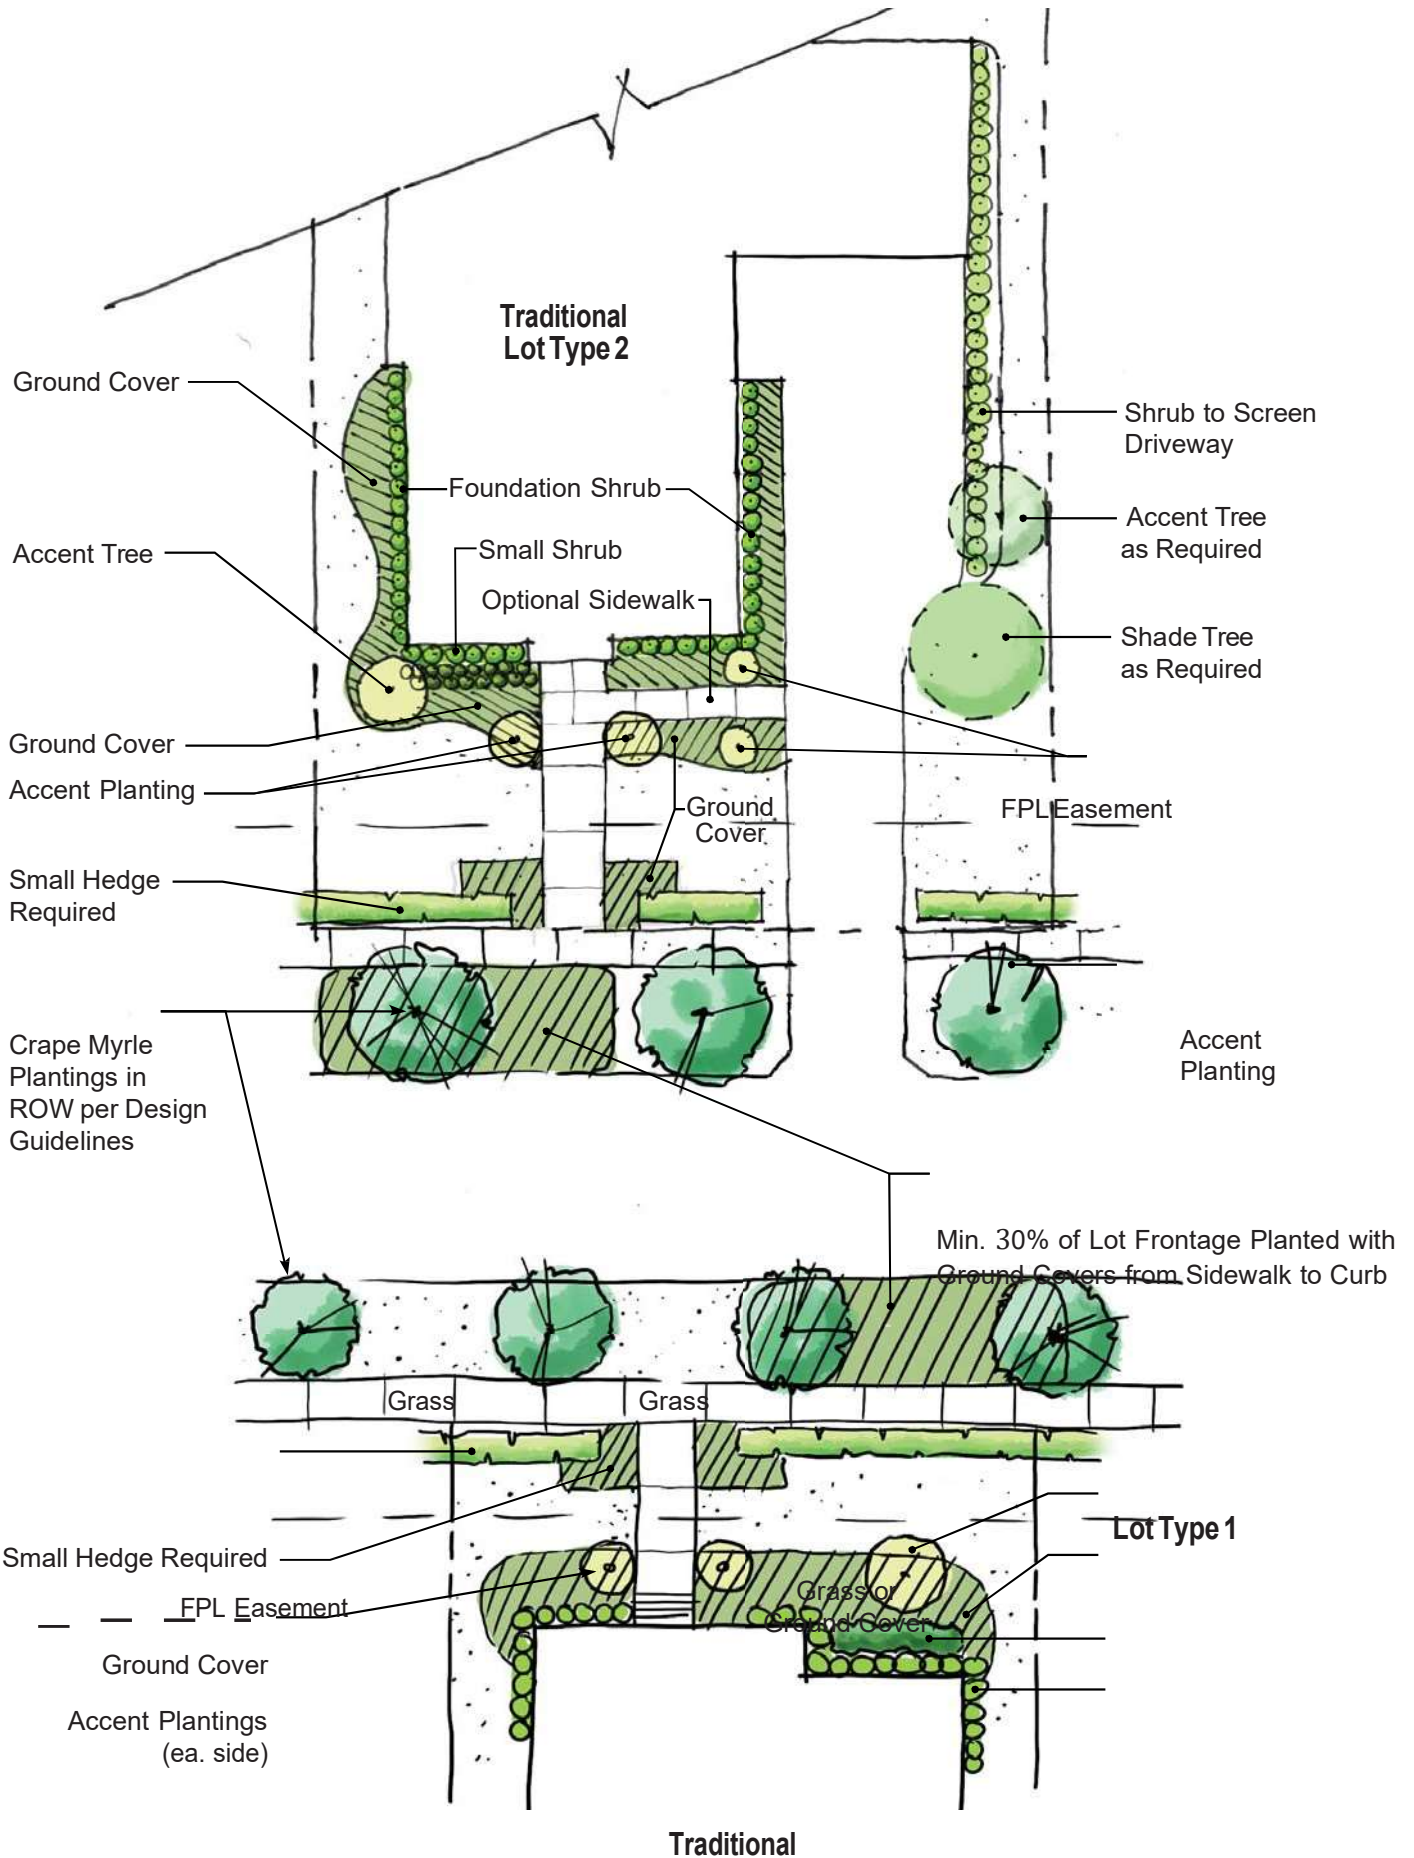 Traditional
Lot Type 2
Ground Cover
Shrub to Screen
Driveway
Foundation Shrub
Accent Tree
as Required
Accent Tree
Small Shrub
Optional Sidewalk
Shade Tree
as Required
Ground Cover
Accent Planting
Ground
Cover
FPL Easement
Small Hedge
Required
Crape Myrle
Plantings in
ROW per Design
Guidelines
Accent
Planting
Min. 30% of Lot Frontage Planted with
Ground Covers from Sidewalk to Curb
Grass
Grass
Lot Type 1
Small Hedge Required
FPL Easement
Grass or
Ground Cover
Ground Cover
Accent Plantings
(ea. side)
Traditional